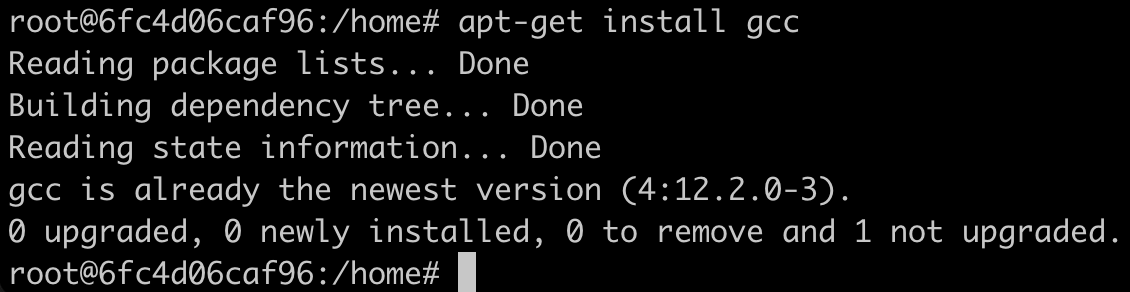 root@6fc4d06caf96:/home# apt-get install gcc
Reading package lists... Done
Building dependency tree... Done
Reading state information... Done
gcc is already the newest version (4:12.2.0-3).
0 upgraded, 0 newly installed, 0 to remove and 1 not upgraded.
root@6fc4d06caf96:/home#